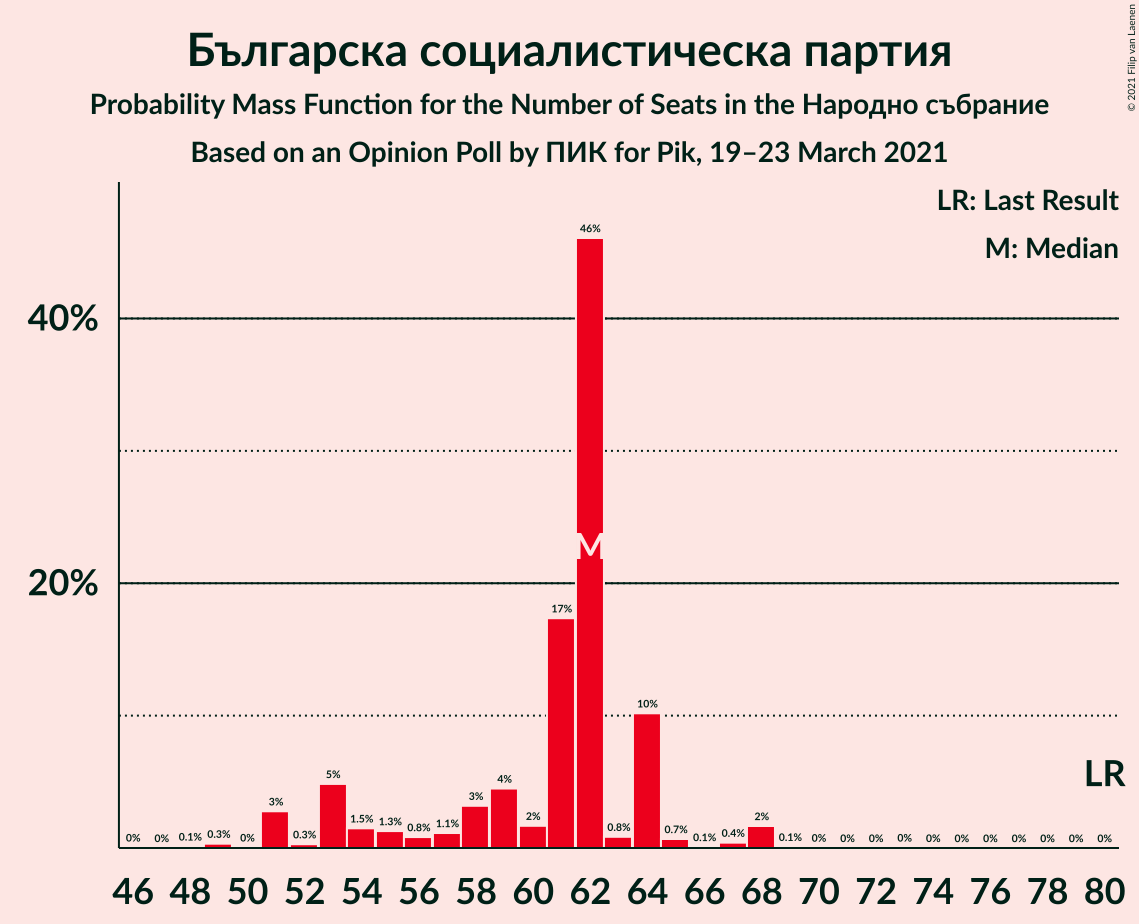 Българска социалистическа партия
Probability Mass Function for the Number of Seats in the Народно събрание
Based on an Opinion Poll by ПИК for Pik, 19–23 March 2021
© 2021 Filip van Laenen
LR: Last Result
M: Median
46%
40%
M
20%
17%
10%
LR
5%
4%
3%
3%
2%
2%
1.5%
1.3%
1.1%
0% 0% 0.1% 0.3% 0% 0.3% 0.8% 0.8% 0.7% 0.1% 0.4% 0.1% 0% 0% 0% 0% 0% 0% 0% 0% 0% 0% 0%
46 48 50 52 54 56 58 60 62 64 66 68 70 72 74 76 78 80